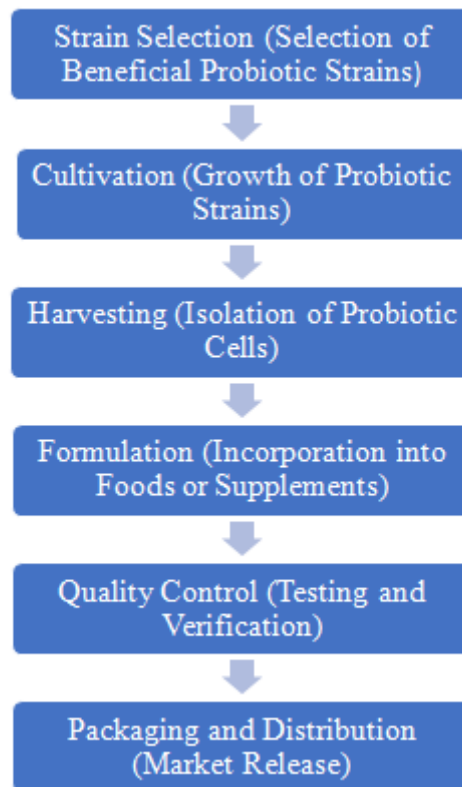 Strain Selection (Selection of
Beneficial Probiotic Strains)
Cultivation (Growth of Probiotic
Strains)
Harvesting (Isolation of Probiotic
Cells)
Formulation (Incorporation into
Foods or Supplements)
Quality Control (Testing and
Verification)
Packaging and Distribution
(Market Release)